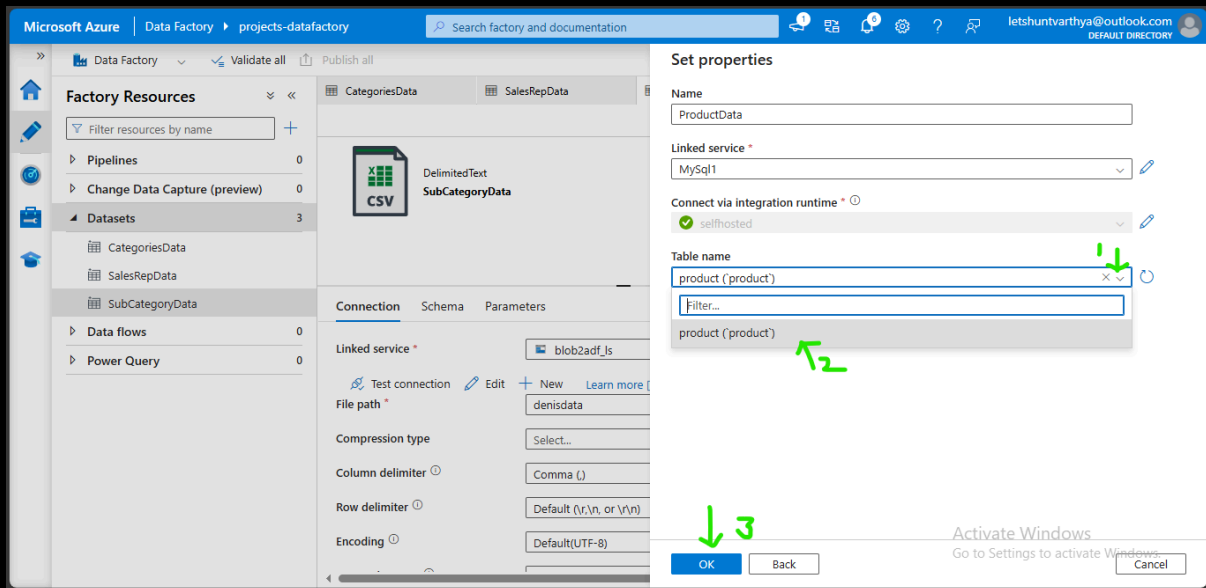 Microsoft Azure
Data Factory
projects-datafactory
Search factory and documentation
1
6
letshuntvarthya@outlook.com
DEFAULT DIRECTORY
Data Factory
Validate all
Publish all
Factory Resources
Filter resources by name
Pipelines 0
Change Data Capture (preview) 0
Datasets 3
CategoriesData
SalesRepData
SubCategoryData
Data flows 0
Power Query 0
CategoriesData
SalesRepData
CSV
DelimitedText
SubCategoryData
Connection Schema Parameters
Linked service *
blob2adf_ls
Test connection Edit New Learn more
File path *
denisdata
Compression type
Select...
Column delimiter
Comma (,)
Row delimiter
Default (\r,\n, or \r\n)
Encoding
Default(UTF-8)
Set properties
Name
ProductData
Linked service *
MySql1
Connect via integration runtime *
selfhosted
Table name
1
product (`product`)
Filter...
product (`product`)
2
3
OK
Back
Cancel
Activate Windows
Go to Settings to activate Windows.